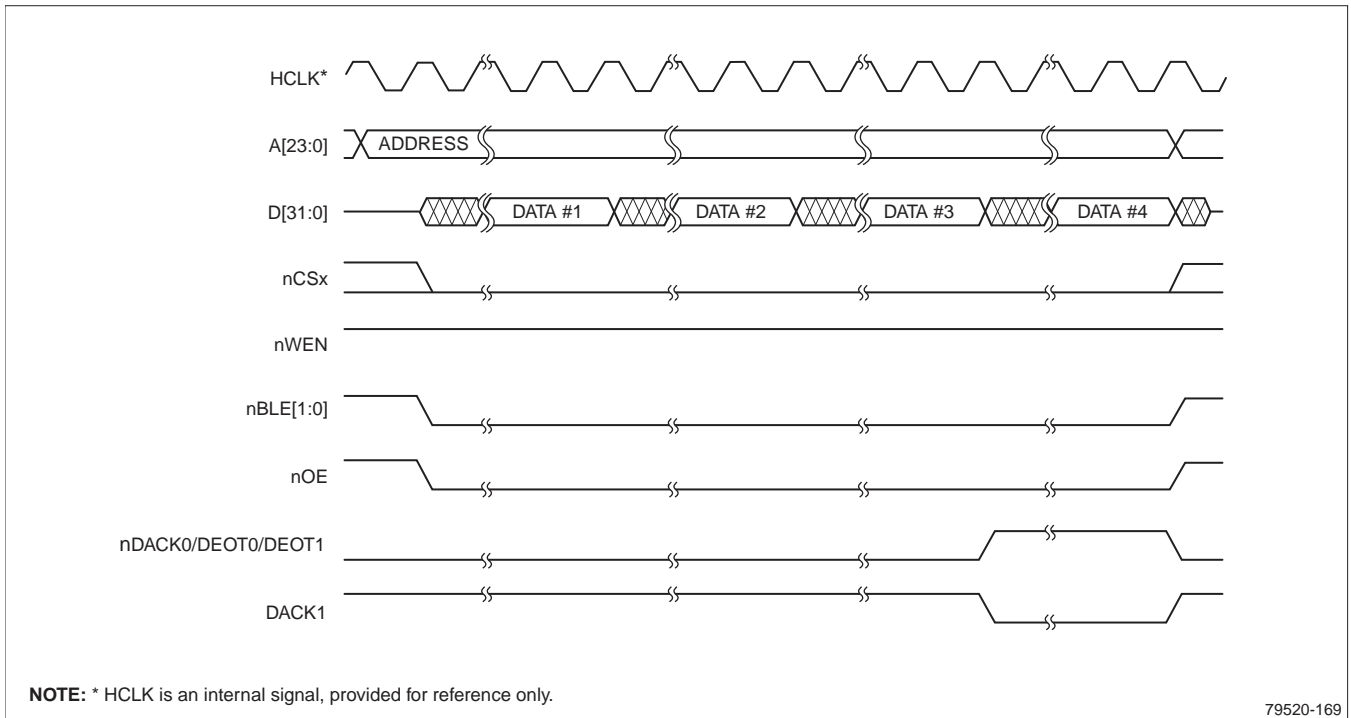 HCLK*
A[23:0]
ADDRESS
D[31:0]
DATA #1
DATA #2
DATA #3
DATA #4
nCSx
nWEN
nBLE[1:0]
nOE
nDACK0/DEOT0/DEOT1
DACK1
NOTE: * HCLK is an internal signal, provided for reference only.
79520-169